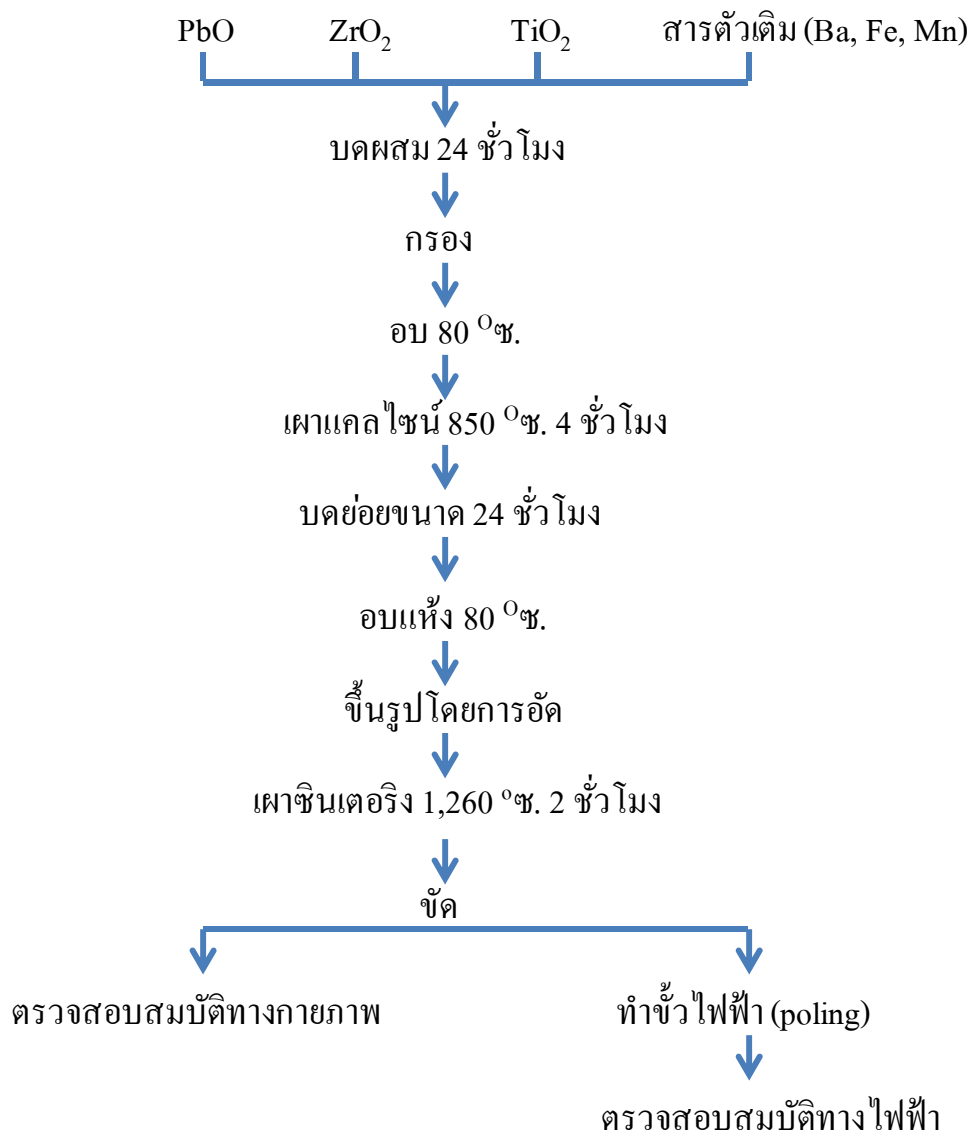 PbO ZrO₂ TiO₂ สารตัวเติม (Ba, Fe, Mn)
บดผสม 24 ชั่วโมง
กรอง
อบ 80 ᴼซ.
เผาแคลไซน์ 850 ᴼซ. 4 ชั่วโมง
บดย่อยขนาด 24 ชั่วโมง
อบแห้ง 80 ᴼซ.
ขึ้นรูปโดยการอัด
เผาซินเตอริง 1,260 ᵒซ. 2 ชั่วโมง
ขัด
ตรวจสอบสมบัติทางกายภาพ ทำขั้วไฟฟ้า (poling)
ตรวจสอบสมบัติทางไฟฟ้า